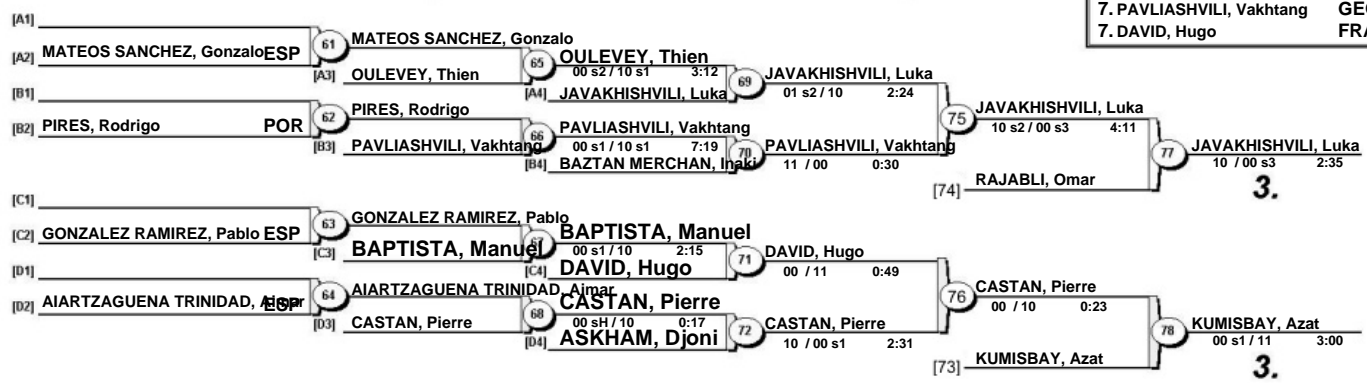 7. PAVLIASHVILI, Vakhtang GEO
7. DAVID, Hugo FRA
[A1]
[A2] MATEOS SANCHEZ, Gonzalo ESP
61
MATEOS SANCHEZ, Gonzalo
[A3] OULEVEY, Thien
65
OULEVEY, Thien
00 s2 / 10 s1 3:12
[A4] JAVAKHISHVILI, Luka
69
JAVAKHISHVILI, Luka
01 s2 / 10 2:24
[B1]
[B2] PIRES, Rodrigo POR
62
PIRES, Rodrigo
[B3] PAVLIASHVILI, Vakhtang
66
PAVLIASHVILI, Vakhtang
00 s1 / 10 s1 7:19
[B4] BAZTAN MERCHAN, Inaki
70
PAVLIASHVILI, Vakhtang
11 / 00 0:30
75
JAVAKHISHVILI, Luka
10 s2 / 00 s3 4:11
[74] RAJABLI, Omar
77
JAVAKHISHVILI, Luka
10 / 00 s3 2:35
3.
[C1]
[C2] GONZALEZ RAMIREZ, Pablo ESP
63
GONZALEZ RAMIREZ, Pablo
[C3] BAPTISTA, Manuel
67
BAPTISTA, Manuel
00 s1 / 10 2:15
[C4] DAVID, Hugo
71
DAVID, Hugo
00 / 11 0:49
[D1]
[D2] AIARTZAGUENA TRINIDAD, Aimar ESP
64
AIARTZAGUENA TRINIDAD, Aimar
[D3] CASTAN, Pierre
68
CASTAN, Pierre
00 sH / 10 0:17
[D4] ASKHAM, Djoni
72
CASTAN, Pierre
10 / 00 s1 2:31
76
CASTAN, Pierre
00 / 10 0:23
[73] KUMISBAY, Azat
78
KUMISBAY, Azat
00 s1 / 11 3:00
3.